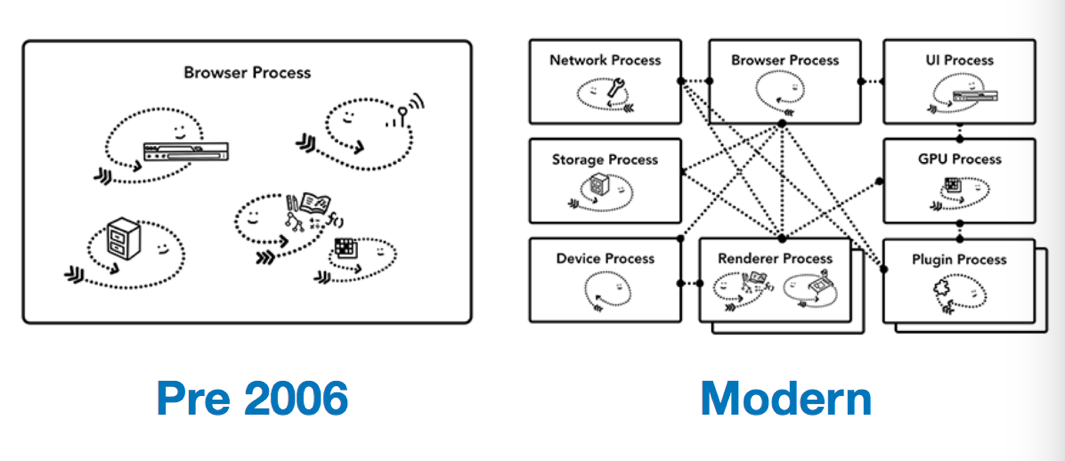 Browser Process
f()
Network Process
Browser Process
UI Process
Storage Process
GPU Process
Device Process
Renderer Process
f()
Plugin Process
Pre 2006
Modern